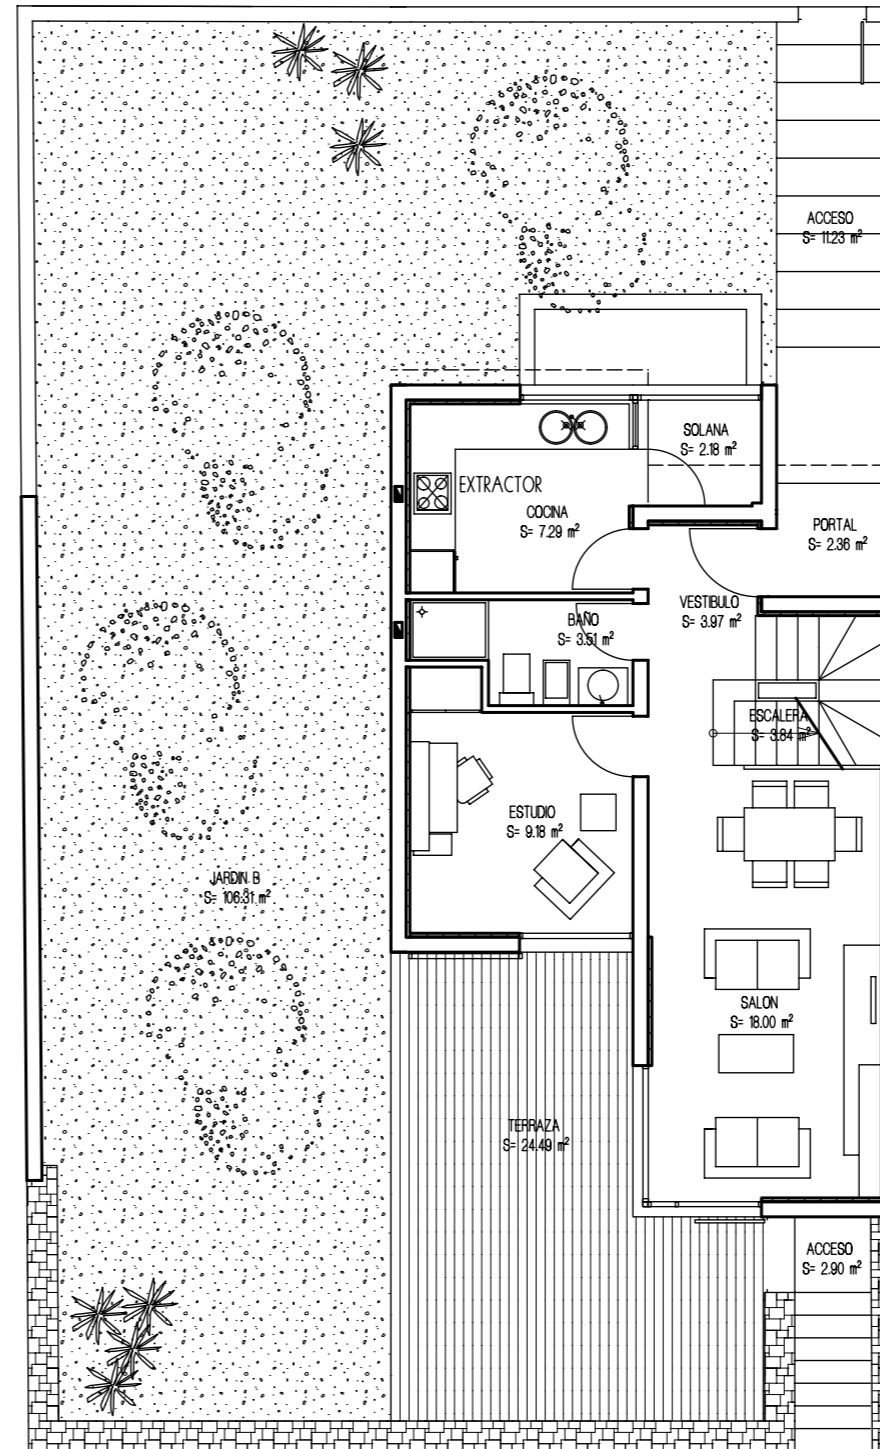 ACCESO
S= 11.23 m²
SOLANA
S= 2.18 m²
EXTRACTOR
COCINA
S= 7.29 m²
PORTAL
S= 2.36 m²
VESTIBULO
S= 3.97 m²
BAÑO
S= 3.51 m²
ESCALERA
S= 3.84 m²
ESTUDIO
S= 9.18 m²
JARDIN B
S= 106.31 m²
SALON
S= 18.00 m²
TERRAZA
S= 24.49 m²
ACCESO
S= 2.90 m²